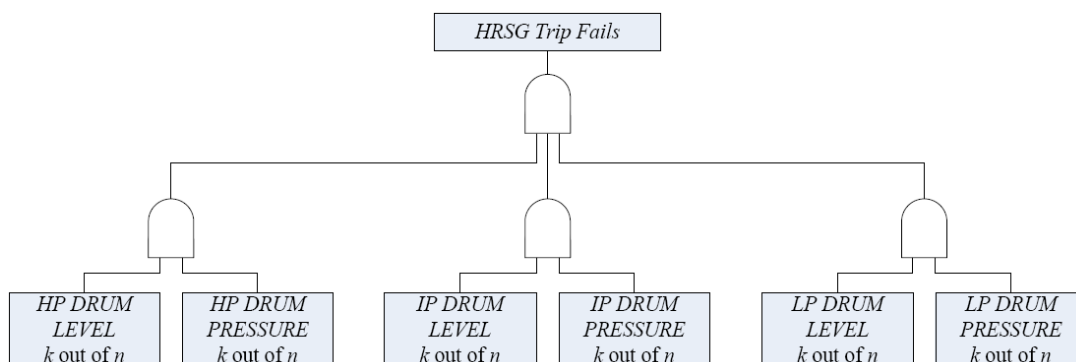 HRSG Trip Fails
HP DRUM
LEVEL
k out of n
HP DRUM
PRESSURE
k out of n
IP DRUM
LEVEL
k out of n
IP DRUM
PRESSURE
k out of n
LP DRUM
LEVEL
k out of n
LP DRUM
PRESSURE
k out of n